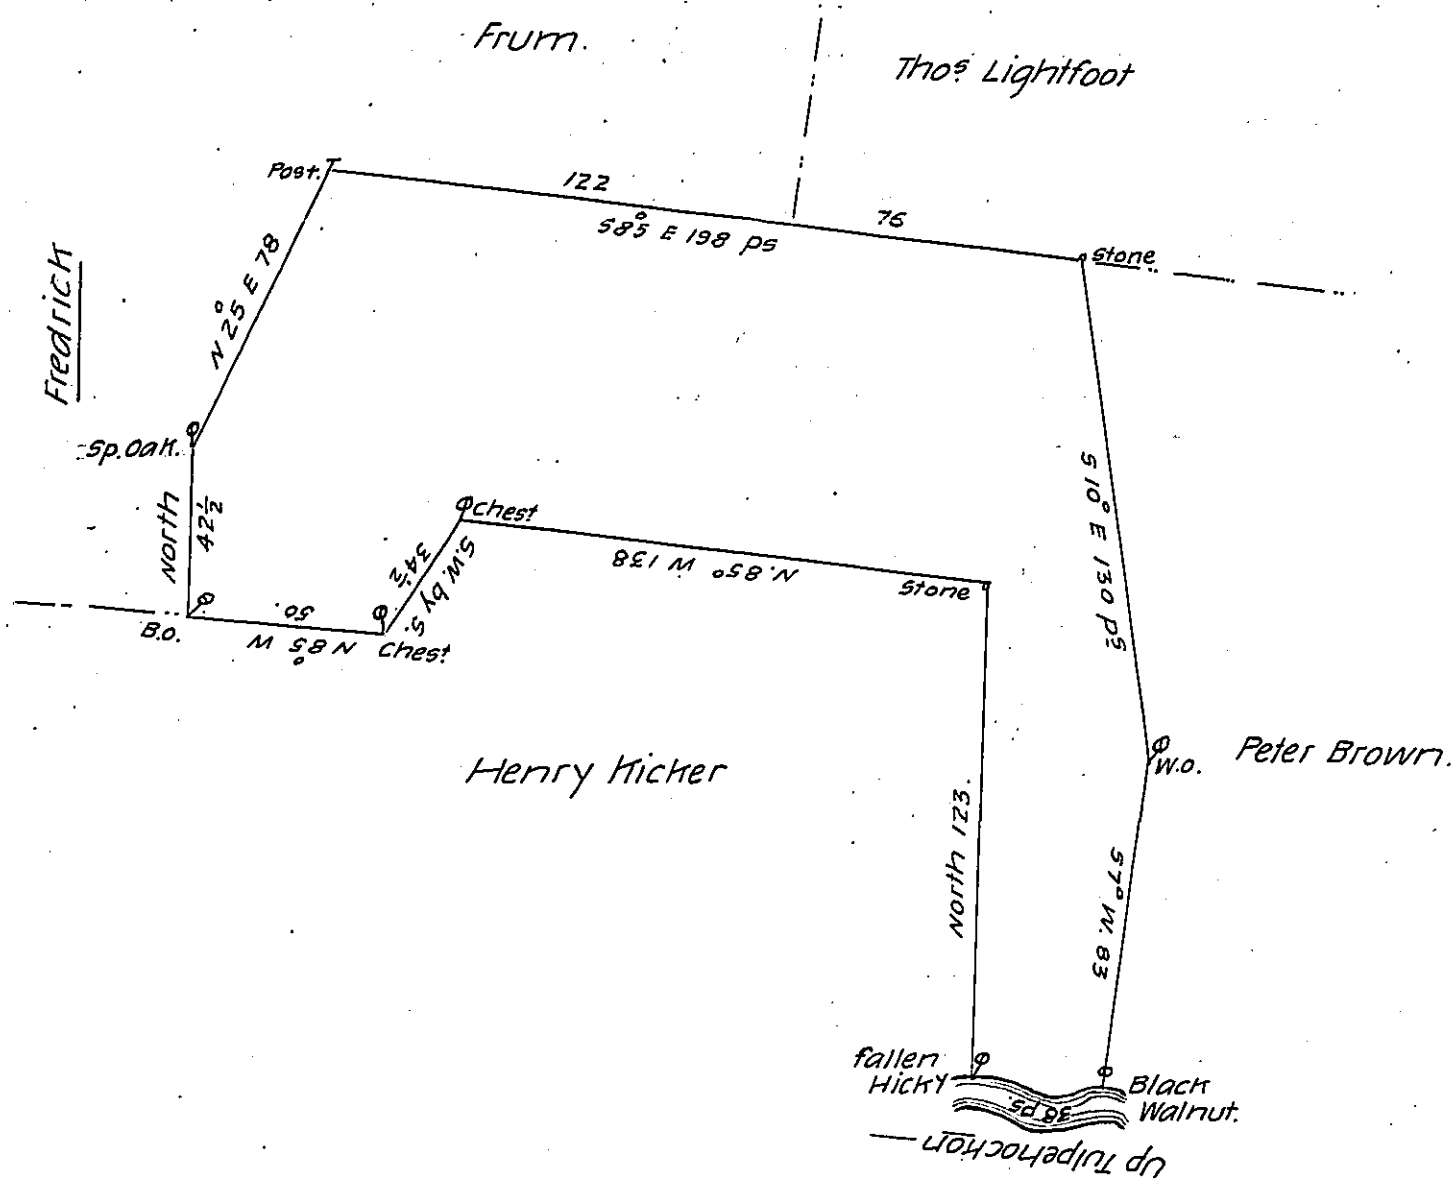 Frum.
Thos. Lightfoot
Post.
122
S85° E 198 ps
76
Stone
N 25° E 78
Fredrick
Sp. Oak.
North
42½
B.O.
50.
N 85° W
Chest
34½
S.W. by S.
Chest
N. 85° W 138
Stone
S 10° E 130 ps
W.O.
Peter Brown.
Henry Kicker
North 123.
S 7° W. 83
fallen
Hicky
Black
Walnut.
38 ps.
Up Tulpehockon